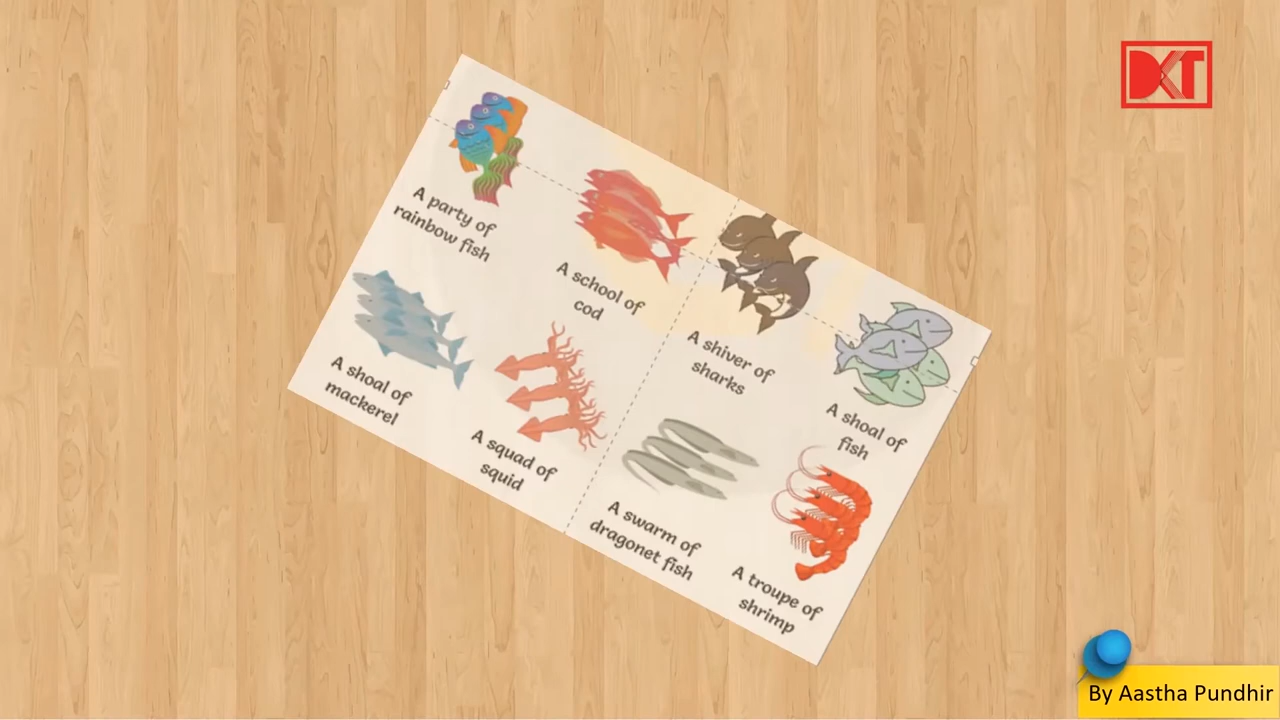 DKT
A party of
rainbow fish
A school of
cod
A shiver of
sharks
A shoal of
fish
A shoal of
mackerel
A squad of
squid
A swarm of
dragonet fish
A troupe of
shrimp
By Aastha Pundhir